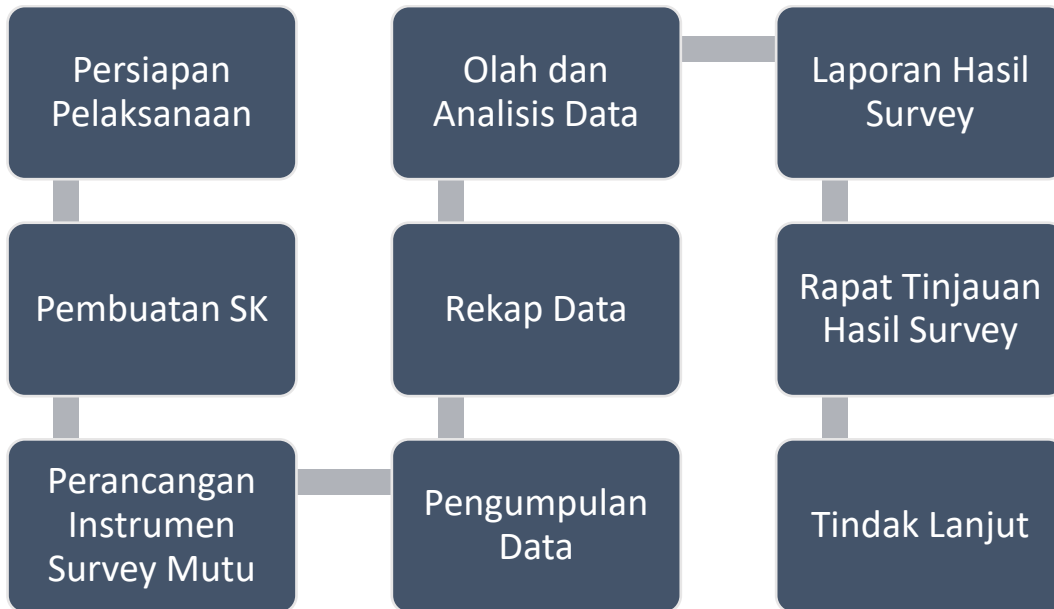 Persiapan
Pelaksanaan
Pembuatan SK
Perancangan
Instrumen
Survey Mutu
Pengumpulan
Data
Rekap Data
Olah dan
Analisis Data
Laporan Hasil
Survey
Rapat Tinjauan
Hasil Survey
Tindak Lanjut